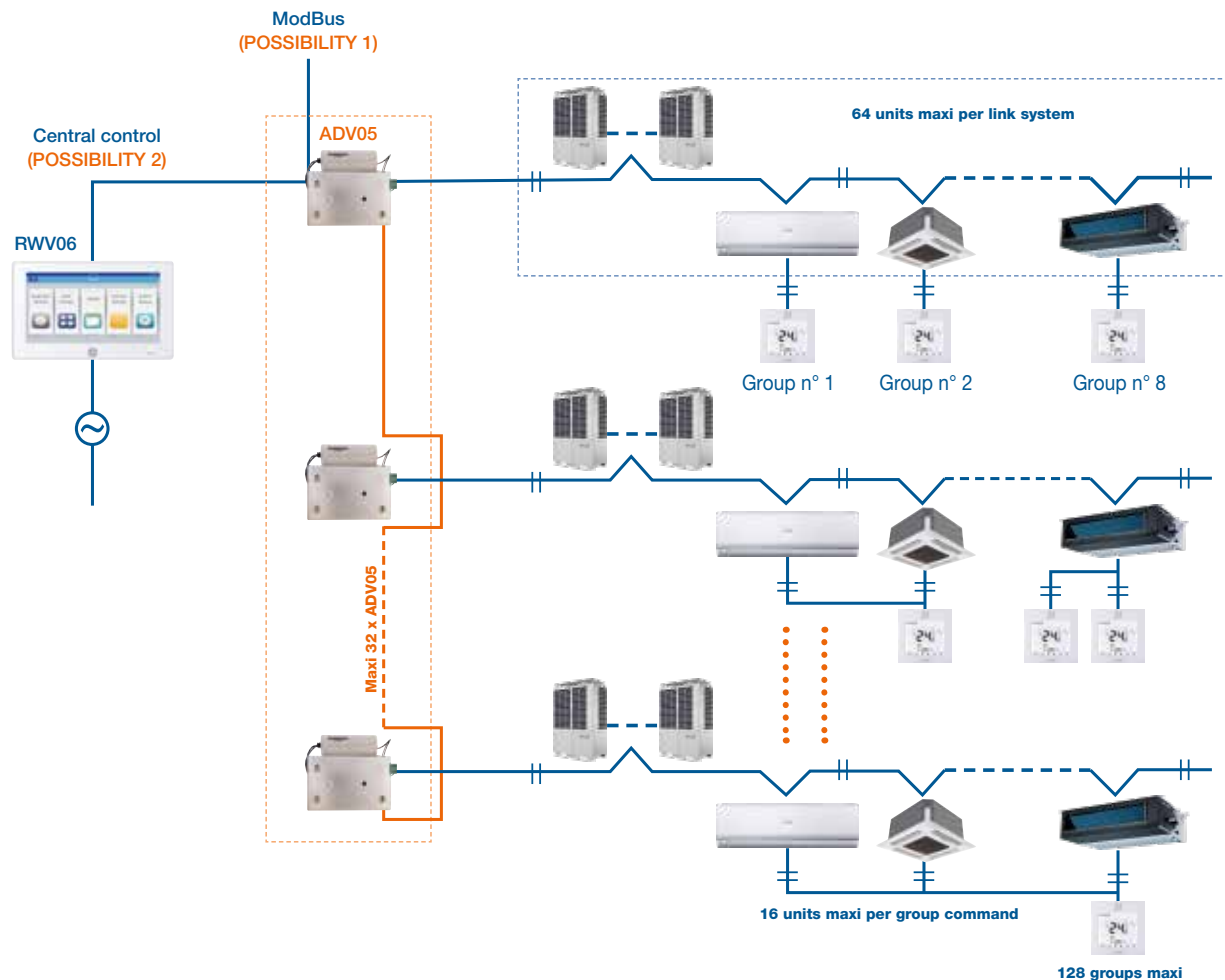 ModBus
(POSSIBILITY 1)
Central control
(POSSIBILITY 2)
ADV05
64 units maxi per link system
RWV06
Group n° 1
Group n° 2
Group n° 8
Maxi 32 x ADV05
16 units maxi per group command
128 groups maxi